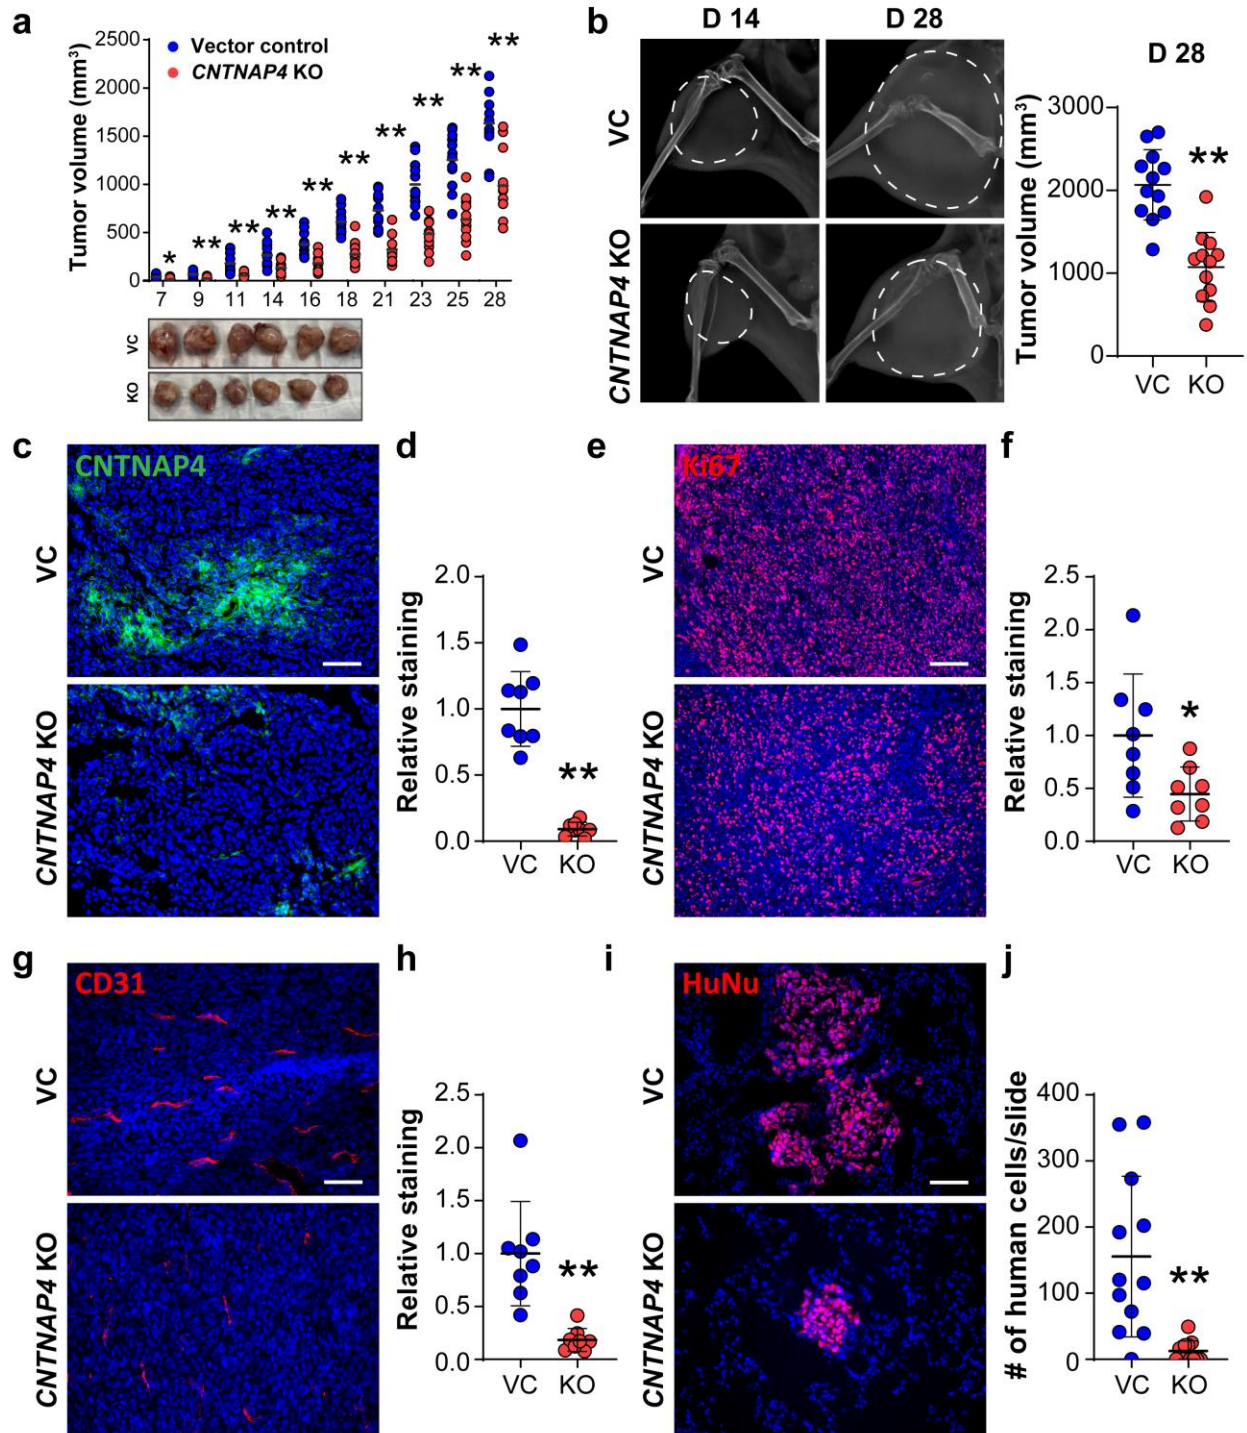 a
Tumor volume (mm³)
2500
2000
1500
1000
500
0
Vector control
CNTNAP4 KO
*
**
**
**
**
**
**
**
**
**
7 9 11 14 16 18 21 23 25 28
VC
KO
b
D 14 D 28
VC
CNTNAP4 KO
D 28
Tumor volume (mm³)
3000
2000
1000
0
**
VC KO
c
CNTNAP4
VC
CNTNAP4 KO
d
Relative staining
2.0
1.5
1.0
0.5
0.0
**
VC KO
e
Ki67
VC
CNTNAP4 KO
f
Relative staining
2.5
2.0
1.5
1.0
0.5
0.0
*
VC KO
g
CD31
VC
CNTNAP4 KO
h
Relative staining
2.5
2.0
1.5
1.0
0.5
0.0
**
VC KO
i
HuNu
VC
CNTNAP4 KO
j
# of human cells/slide
400
300
200
100
0
**
VC KO